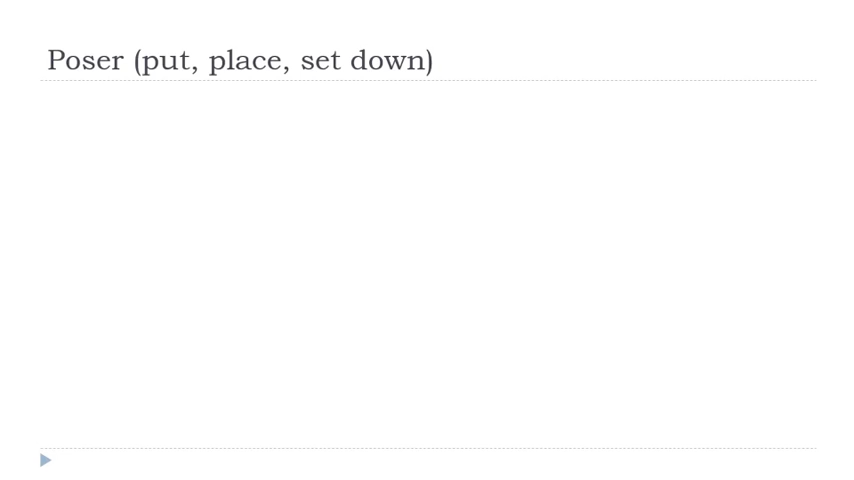 Poser (put, place, set down)